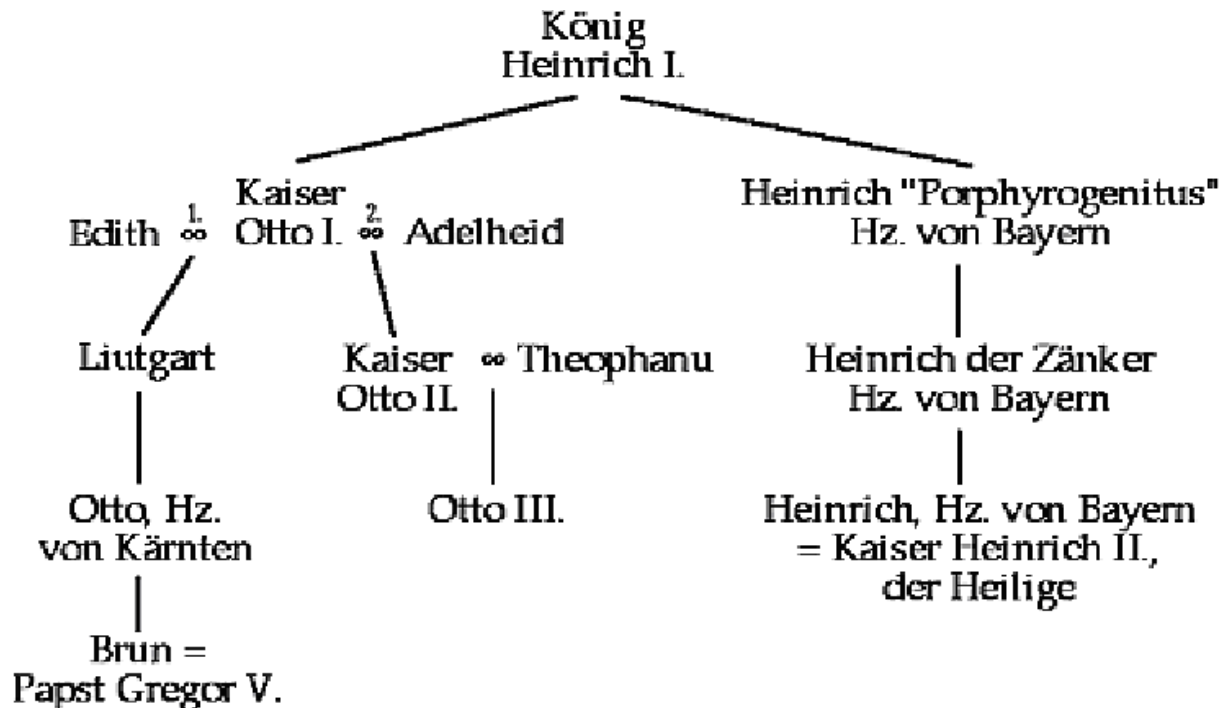 König
Heinrich I.
Kaiser
Edith 1. ∞ Otto I. 2. ∞ Adelheid
Heinrich "Porphyrogenitus"
Hz. von Bayern
Liutgart
Kaiser ∞ Theophanu
Otto II.
Heinrich der Zänker
Hz. von Bayern
Otto, Hz.
von Kärnten
Otto III.
Heinrich, Hz. von Bayern
= Kaiser Heinrich II.,
der Heilige
Brun =
Papst Gregor V.